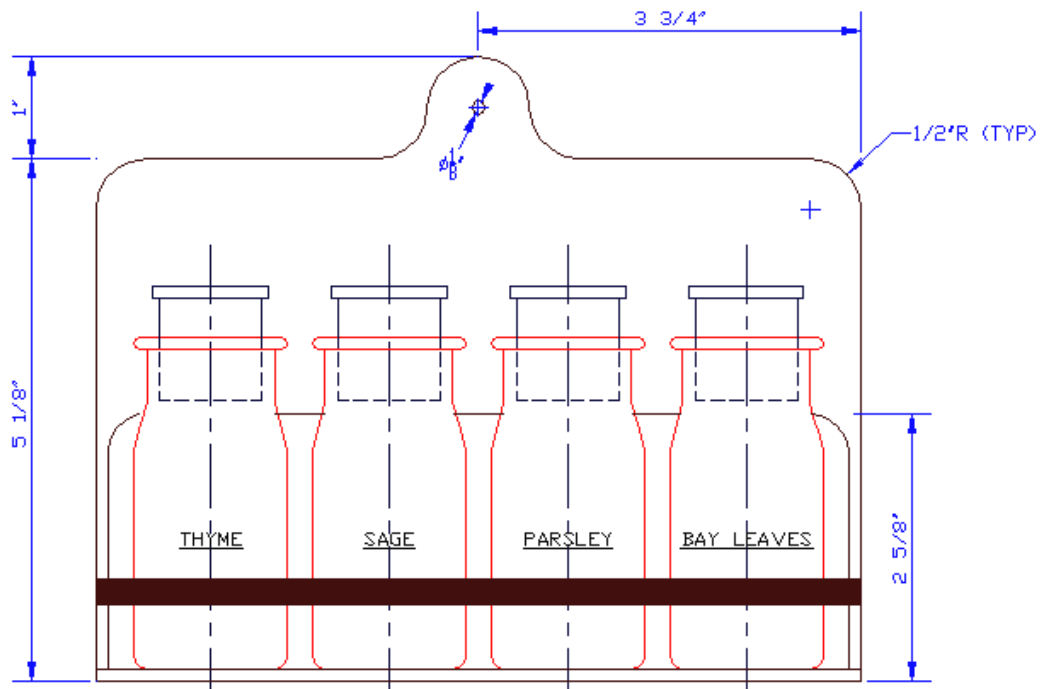 3 3/4"
1"
ø1/8"
1/2"R (TYP)
5 1/8"
THYME
SAGE
PARSLEY
BAY LEAVES
2 5/8"